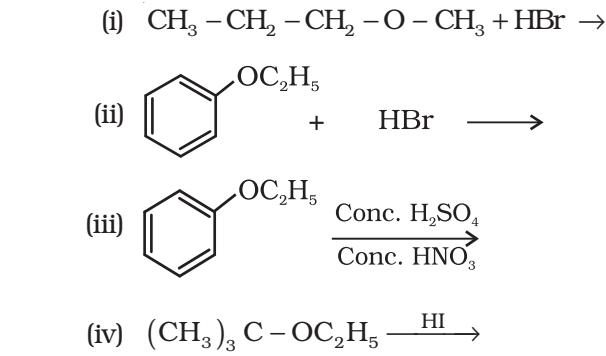 (i) CH₃ – CH₂ – CH₂ – O – CH₃ + HBr →
OC₂H₅
(ii) + HBr ⟶
OC₂H₅
Conc. H₂SO₄
(iii)
Conc. HNO₃
(iv) (CH₃)₃ C – OC₂H₅ —HI→